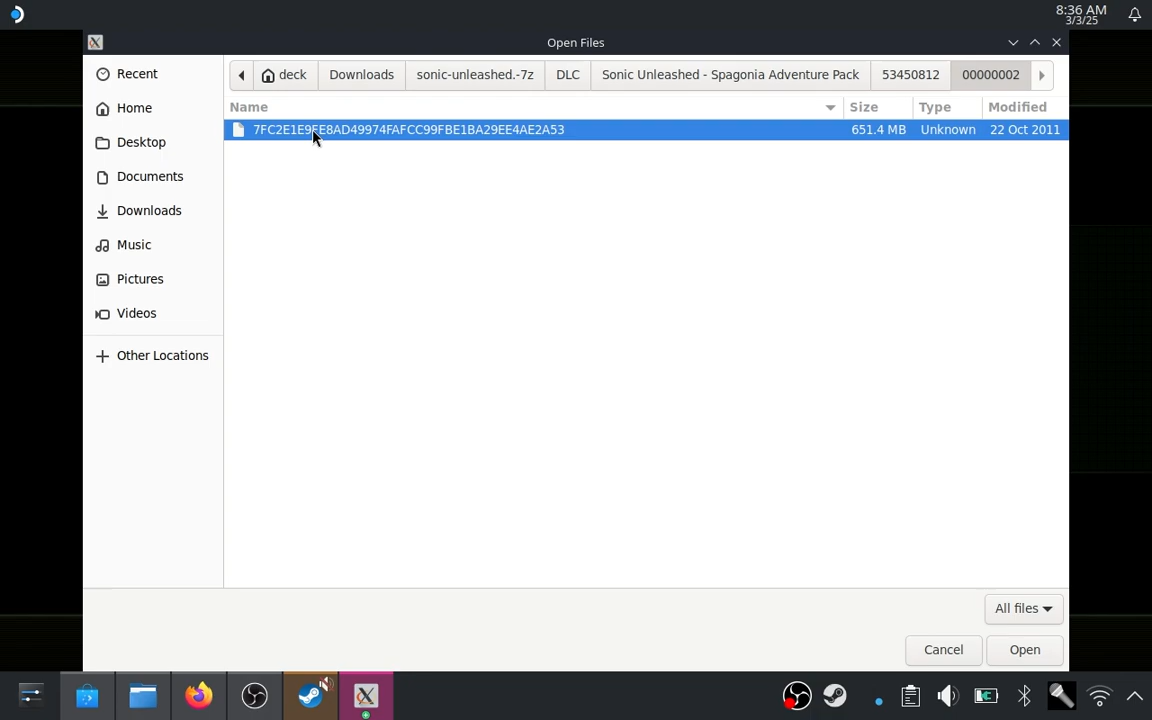 8:36 AM
3/3/25
Open Files
deck Downloads sonic-unleashed.-7z DLC Sonic Unleashed - Spagonia Adventure Pack 53450812 00000002
Name Size Type Modified
7FC2E1E9FE8AD49974FAFCC99FBE1BA29EE4AE2A53 651.4 MB Unknown 22 Oct 2011
Recent
Home
Desktop
Documents
Downloads
Music
Pictures
Videos
Other Locations
All files
Cancel Open